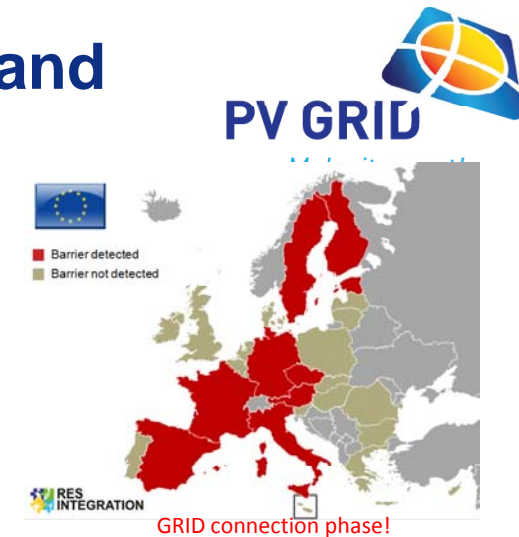 and
PV GRID
Barrier detected
Barrier not detected
RES
INTEGRATION
GRID connection phase!